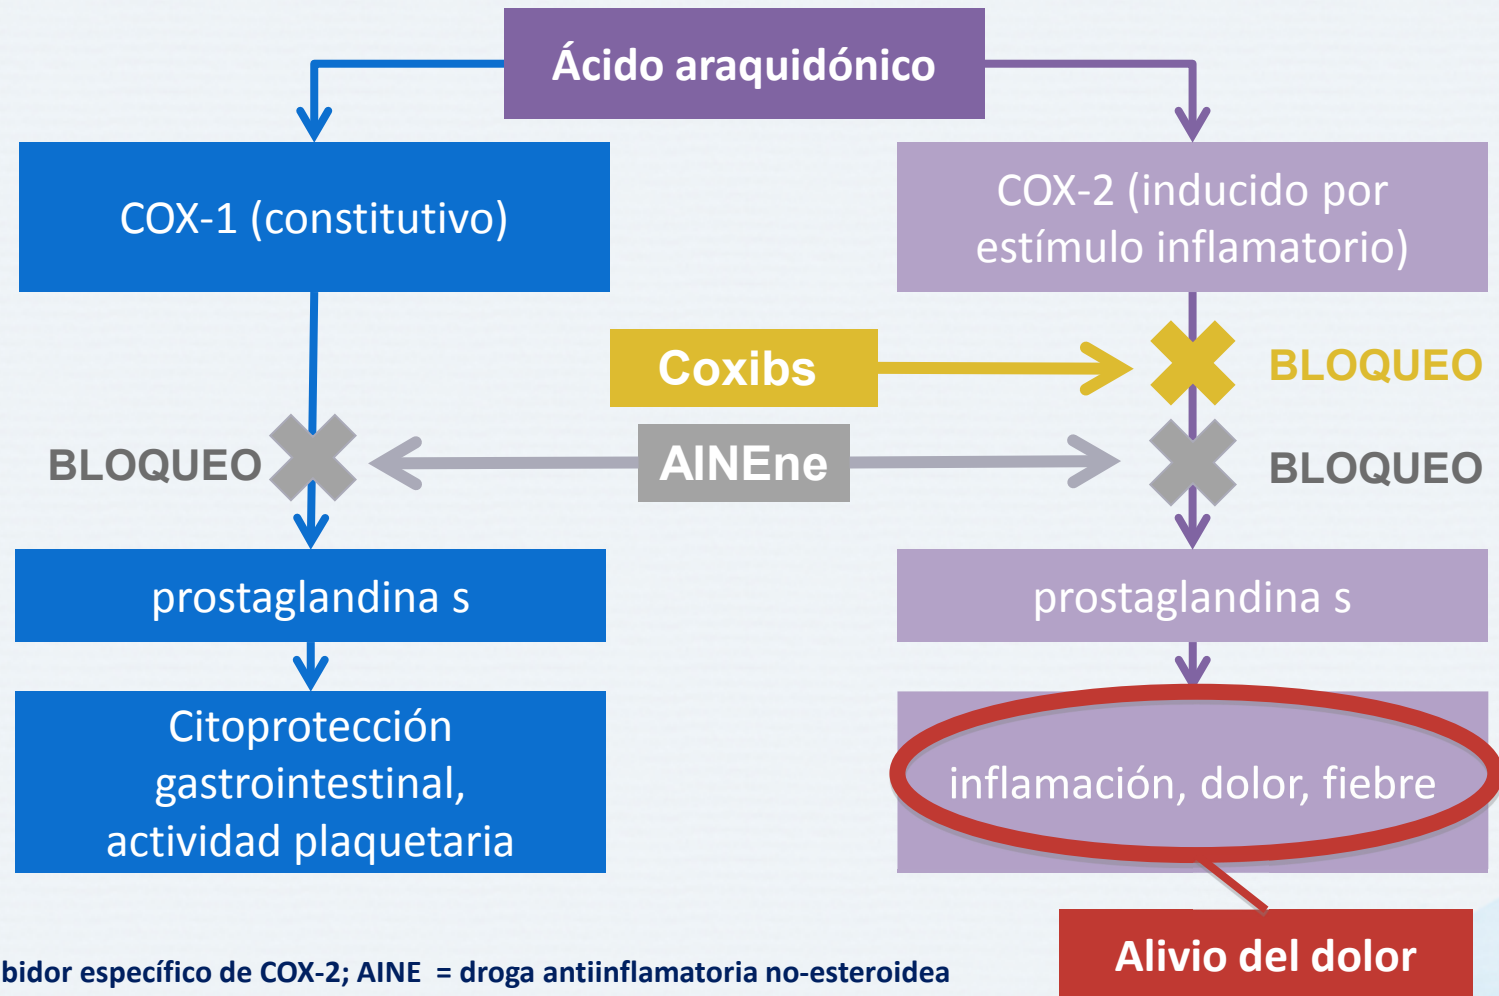 Ácido araquidónico
COX-1 (constitutivo)
COX-2 (inducido por
estímulo inflamatorio)
Coxibs
BLOQUEO
BLOQUEO
AINEne
BLOQUEO
prostaglandina s
prostaglandina s
Citoprotección
gastrointestinal,
actividad plaquetaria
inflamación, dolor, fiebre
Alivio del dolor
bidor específico de COX-2; AINE = droga antiinflamatoria no-esteroidea